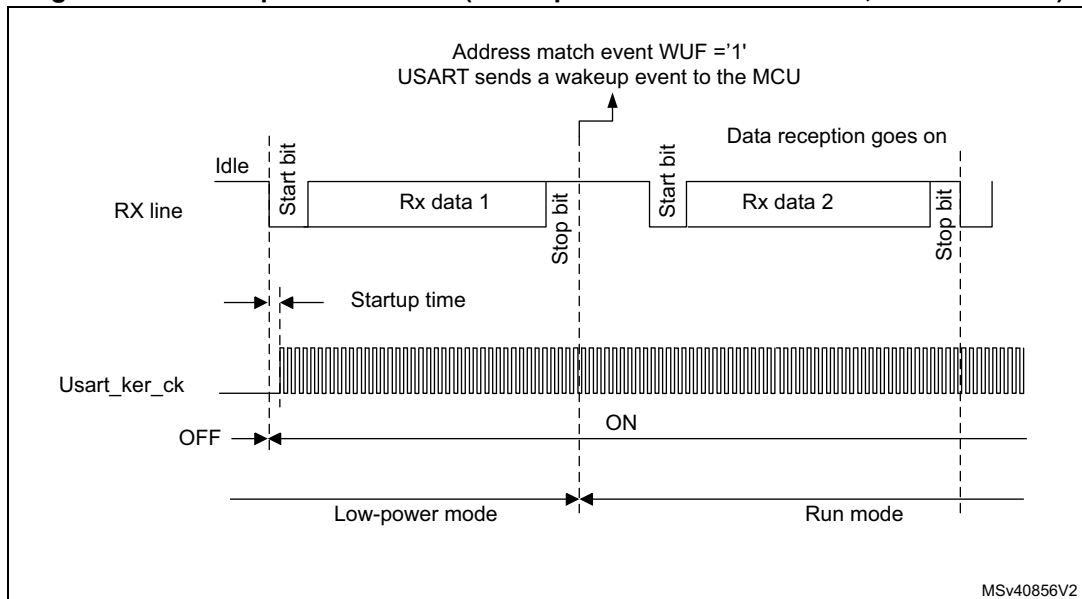 Address match event WUF ='1'
USART sends a wakeup event to the MCU
Data reception goes on
Idle
Start bit
Start bit
RX line
Rx data 1
Rx data 2
Stop bit
Stop bit
Startup time
Usart_ker_ck
ON
OFF
Low-power mode
Run mode
MSv40856V2